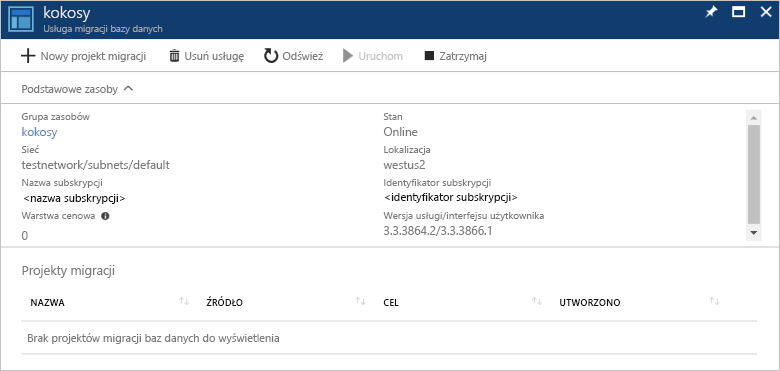 kokosy
Usługa migracji bazy danych
Nowy projekt migracji Usuń usługę Odśwież Uruchom Zatrzymaj
Podstawowe zasoby
Grupa zasobów
kokosy
Sieć
testnetwork/subnets/default
Nazwa subskrypcji
<nazwa subskrypcji>
Warstwa cenowa
0
Stan
Online
Lokalizacja
westus2
Identyfikator subskrypcji
<identyfikator subskrypcji>
Wersja usługi/interfejsu użytkownika
3.3.3864.2/3.3.3866.1
Projekty migracji
NAZWA ŹRÓDŁO CEL UTWORZONO
Brak projektów migracji baz danych do wyświetlenia